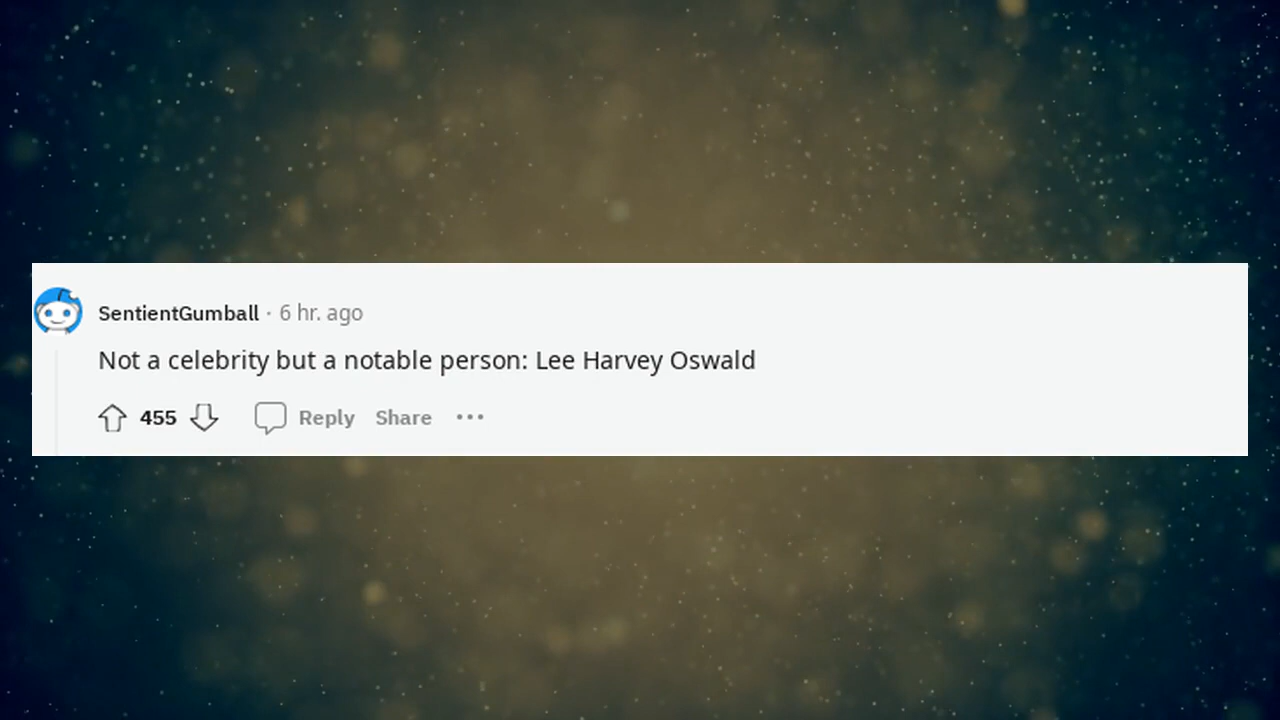 SentientGumball · 6 hr. ago
Not a celebrity but a notable person: Lee Harvey Oswald
455 Reply Share •••